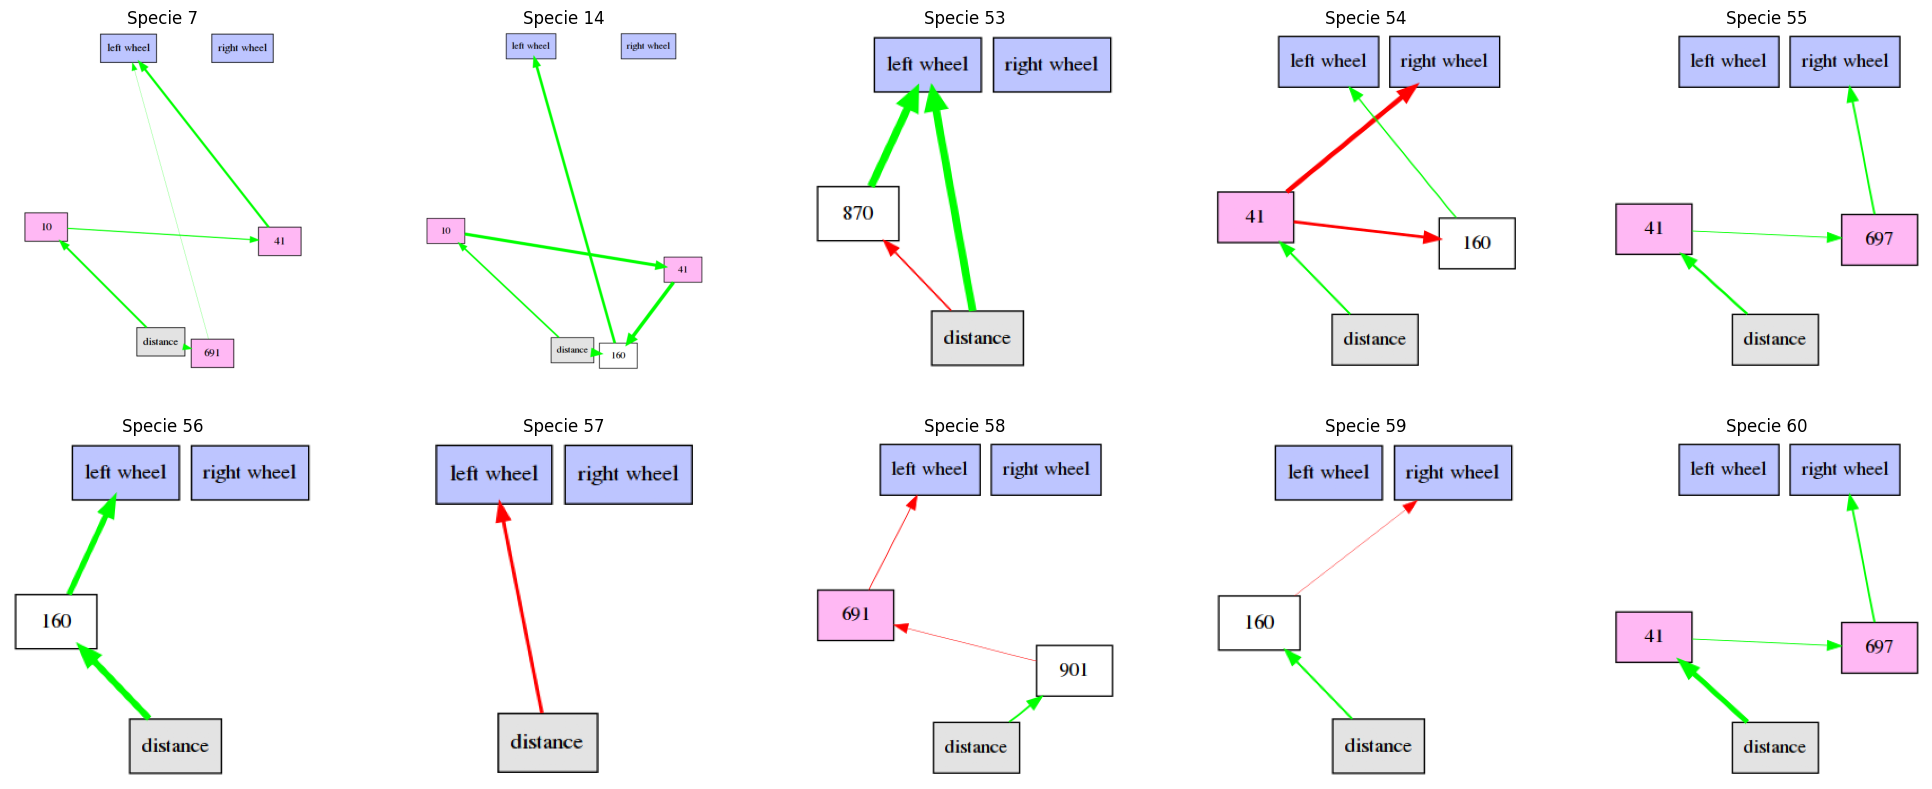 Specie 7
left wheel
right wheel
10
41
distance
691
Specie 14
left wheel
right wheel
10
41
distance
160
Specie 53
left wheel
right wheel
870
distance
Specie 54
left wheel
right wheel
41
160
distance
Specie 55
left wheel
right wheel
41
697
distance
Specie 56
left wheel
right wheel
160
distance
Specie 57
left wheel
right wheel
distance
Specie 58
left wheel
right wheel
691
901
distance
Specie 59
left wheel
right wheel
160
distance
Specie 60
left wheel
right wheel
41
697
distance